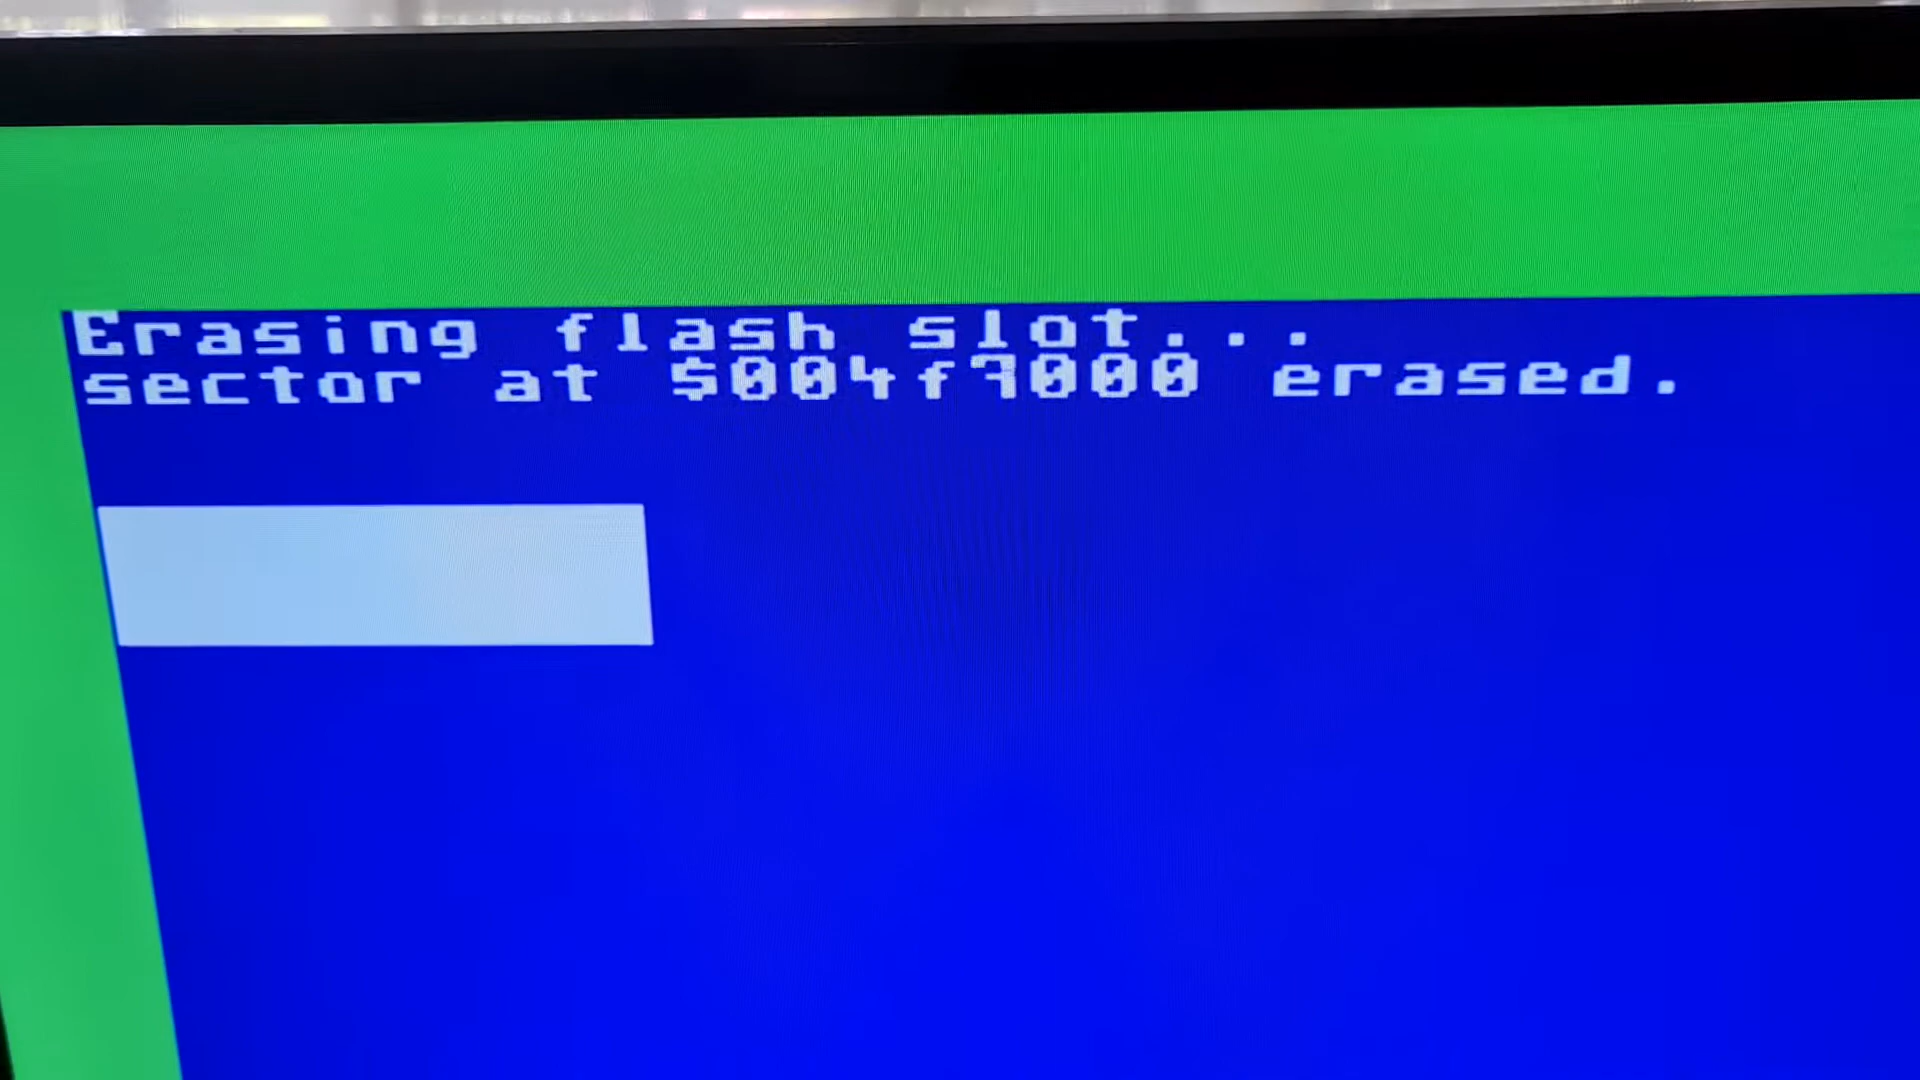 Erasing flash slot...
sector at $004f7000 erased.